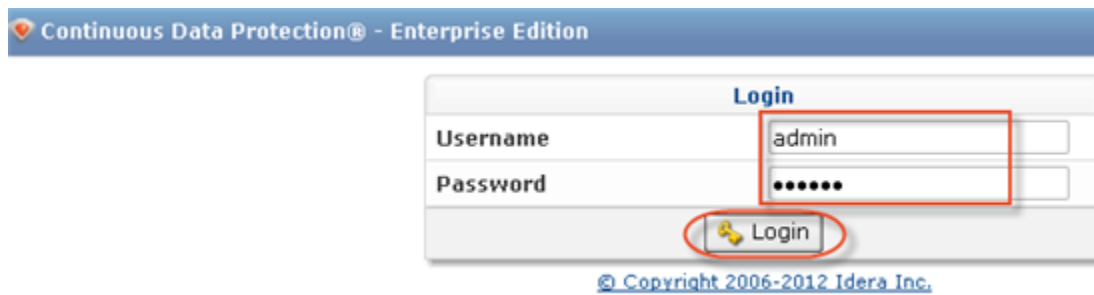 Continuous Data Protection® - Enterprise Edition
Login
Username admin
Password ••••••
Login
© Copyright 2006-2012 Idera Inc.